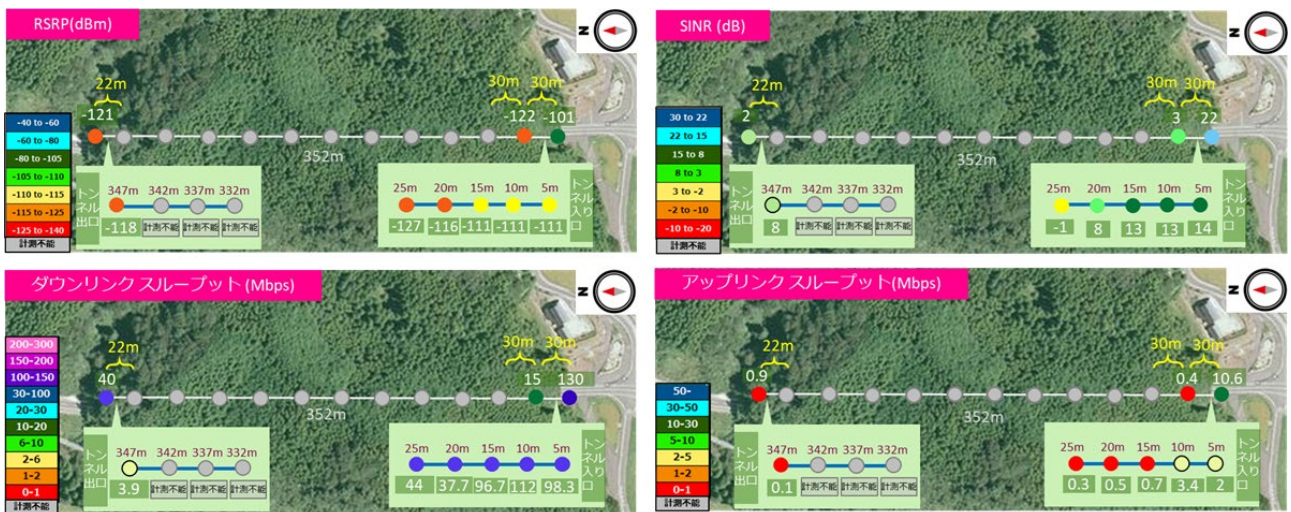 RSRP(dBm)
N
22m
30m
30m
-121
-122
-101
352m
-40 to -60
-60 to -80
-80 to -105
-105 to -110
-110 to -115
-115 to -125
-125 to -140
計測不能
トンネル出口
347m 342m 337m 332m
-118 計測不能 計測不能 計測不能
25m 20m 15m 10m 5m
-127 -116 -111 -111 -111
トンネル入り口
SINR (dB)
N
22m
30m
30m
2
3
22
352m
30 to 22
22 to 15
15 to 8
8 to 3
3 to -2
-2 to -10
-10 to -20
計測不能
トンネル出口
347m 342m 337m 332m
8 計測不能 計測不能 計測不能
25m 20m 15m 10m 5m
-1 8 13 13 14
トンネル入り口
ダウンリンク スループット (Mbps)
N
22m
30m
30m
40
15
130
352m
200-300
150-200
100-150
30-100
20-30
10-20
6-10
2-6
1-2
0-1
計測不能
トンネル出口
347m 342m 337m 332m
3.9 計測不能 計測不能 計測不能
25m 20m 15m 10m 5m
44 37.7 96.7 112 98.3
トンネル入り口
アップリンク スループット(Mbps)
N
22m
30m
30m
0.9
0.4
10.6
352m
50-
30-50
10-30
5-10
2-5
1-2
0-1
計測不能
トンネル出口
347m 342m 337m 332m
0.1 計測不能 計測不能 計測不能
25m 20m 15m 10m 5m
0.3 0.5 0.7 3.4 2
トンネル入り口